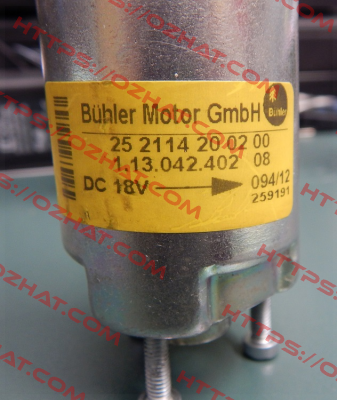 Bühler Motor GmbH
Bühler
25 2114 20 02 00
1.13.042.402 08
DC 18V 094/12
259191
HTTPS://OZHAT.COM